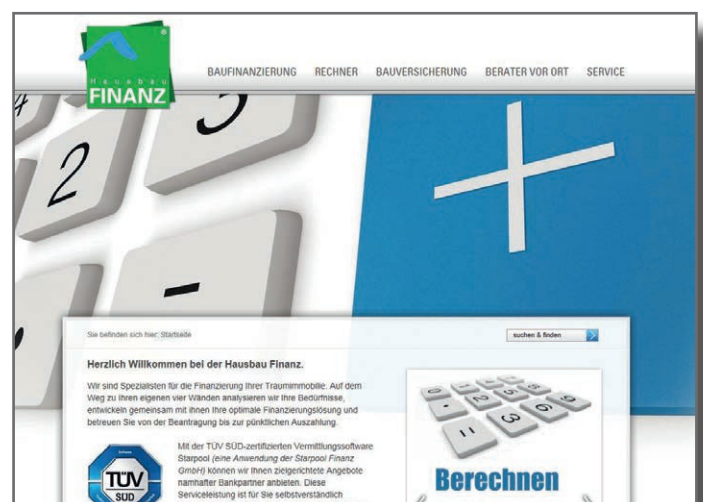 Hausbau
FINANZ
BAUFINANZIERUNG RECHNER BAUVERSICHERUNG BERATER VOR ORT SERVICE
4
3
2
-
Sie befinden sich hier: Startseite
suchen & finden
Herzlich Willkommen bei der Hausbau Finanz.
Wir sind Spezialisten für die Finanzierung Ihrer Traumimmobilie. Auf dem
Weg zu Ihren eigenen vier Wänden analysieren wir Ihre Bedürfnisse,
entwickeln gemeinsam mit Ihnen Ihre optimale Finanzierungslösung und
betreuen Sie von der Beantragung bis zur pünktlichen Auszahlung.
Mit der TÜV SÜD-zertifizierten Vermittlungssoftware
Starpool (eine Anwendung der Starpool Finanz
GmbH) können wir Ihnen zielgerichtete Angebote
namhafter Bankpartner anbieten. Diese
Serviceleistung ist für Sie selbstverständlich
TÜV
SÜD
Berechnen